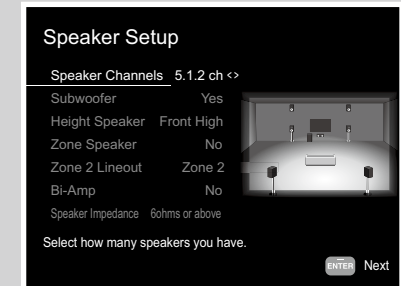 Speaker Setup
Speaker Channels 5.1.2 ch <>
Subwoofer Yes
Height Speaker Front High
Zone Speaker No
Zone 2 Lineout Zone 2
Bi-Amp No
Speaker Impedance 6ohms or above
Select how many speakers you have.
ENTER Next